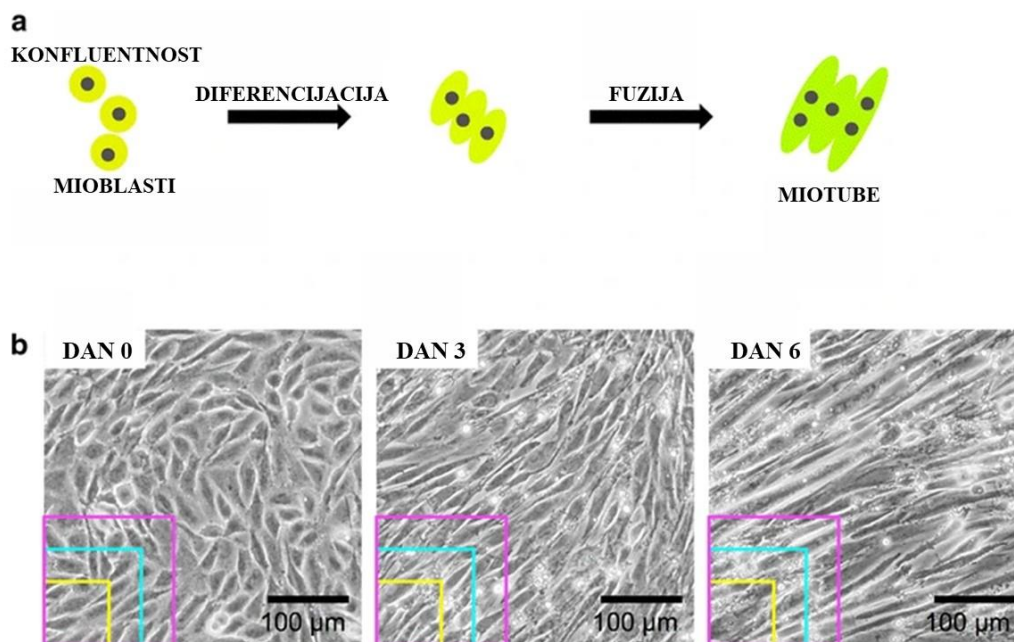 a
KONFLUENTNOST
DIFERENCIJACIJA
FUZIJA
MIOBLASTI
MIOTUBE
b
DAN 0
DAN 3
DAN 6
100 µm
100 µm
100 µm